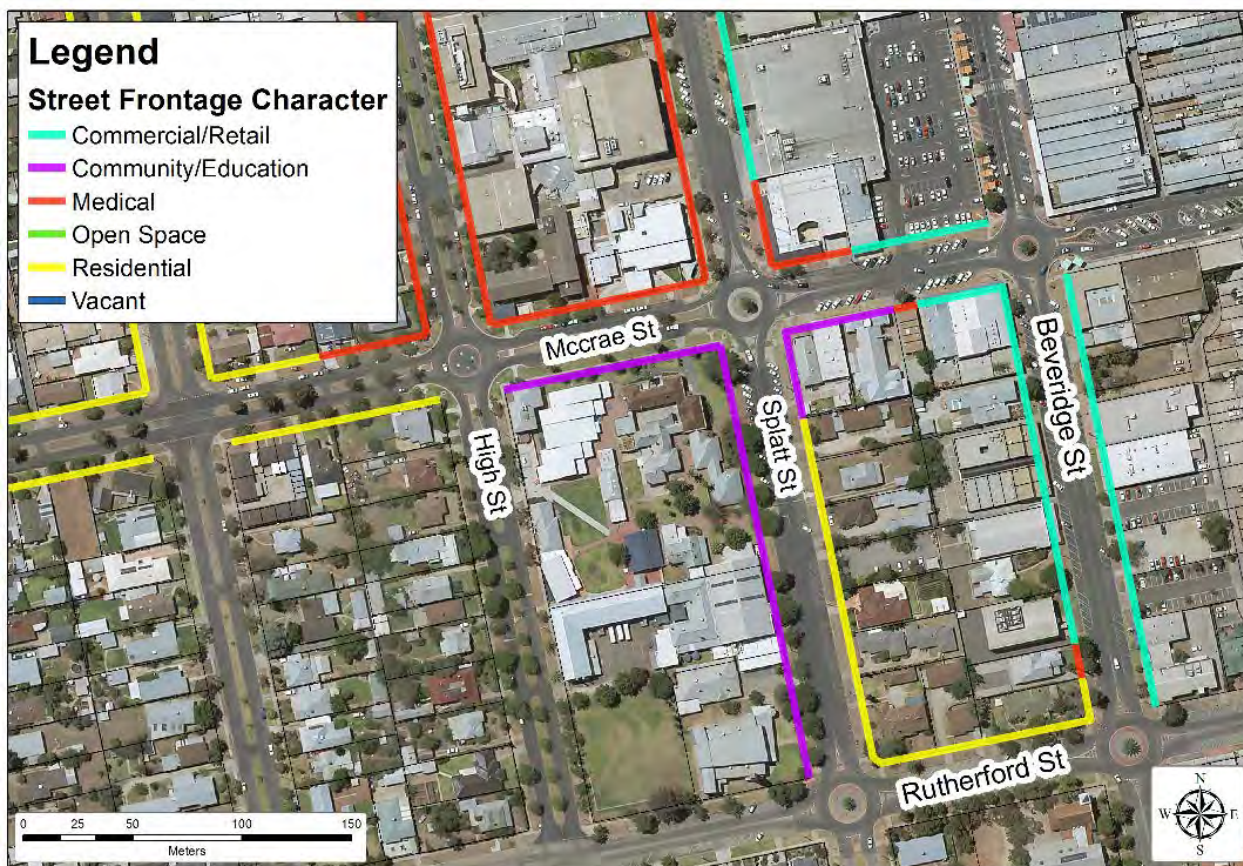 Legend
Street Frontage Character
Commercial/Retail
Community/Education
Medical
Open Space
Residential
Vacant
Mccrae St
High St
Splatt St
Beveridge St
Rutherford St
0 25 50 100 150
Meters
N
W E
S